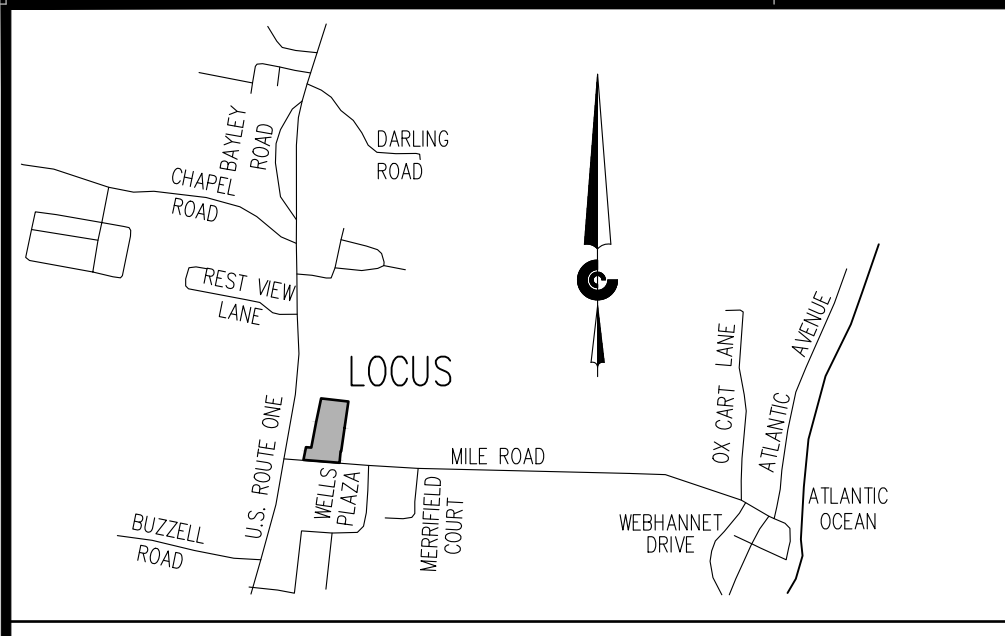 BAYLEY
ROAD
DARLING
ROAD
CHAPEL
ROAD
REST VIEW
LANE
LOCUS
U.S. ROUTE ONE
WELLS
PLAZA
MILE ROAD
MERRIFIELD
COURT
BUZZELL
ROAD
OX CART LANE
ATLANTIC AVENUE
WEBHANNET
DRIVE
ATLANTIC
OCEAN